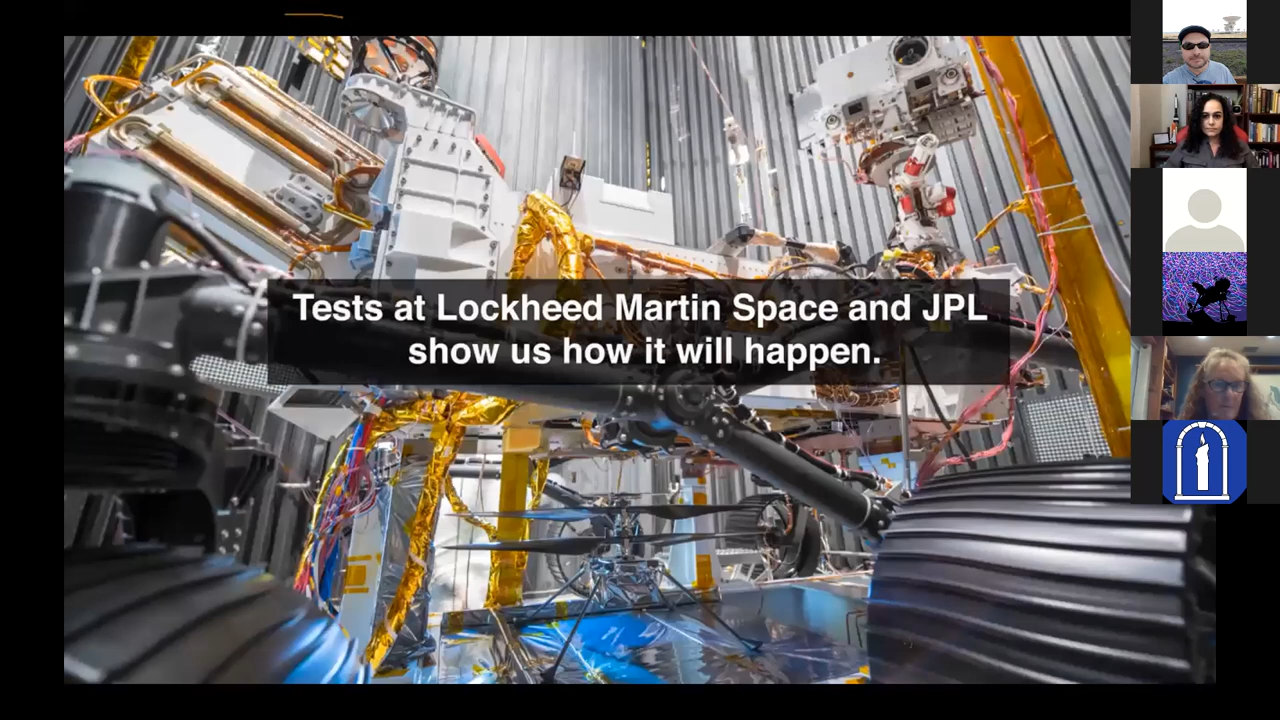 Tests at Lockheed Martin Space and JPL
show us how it will happen.